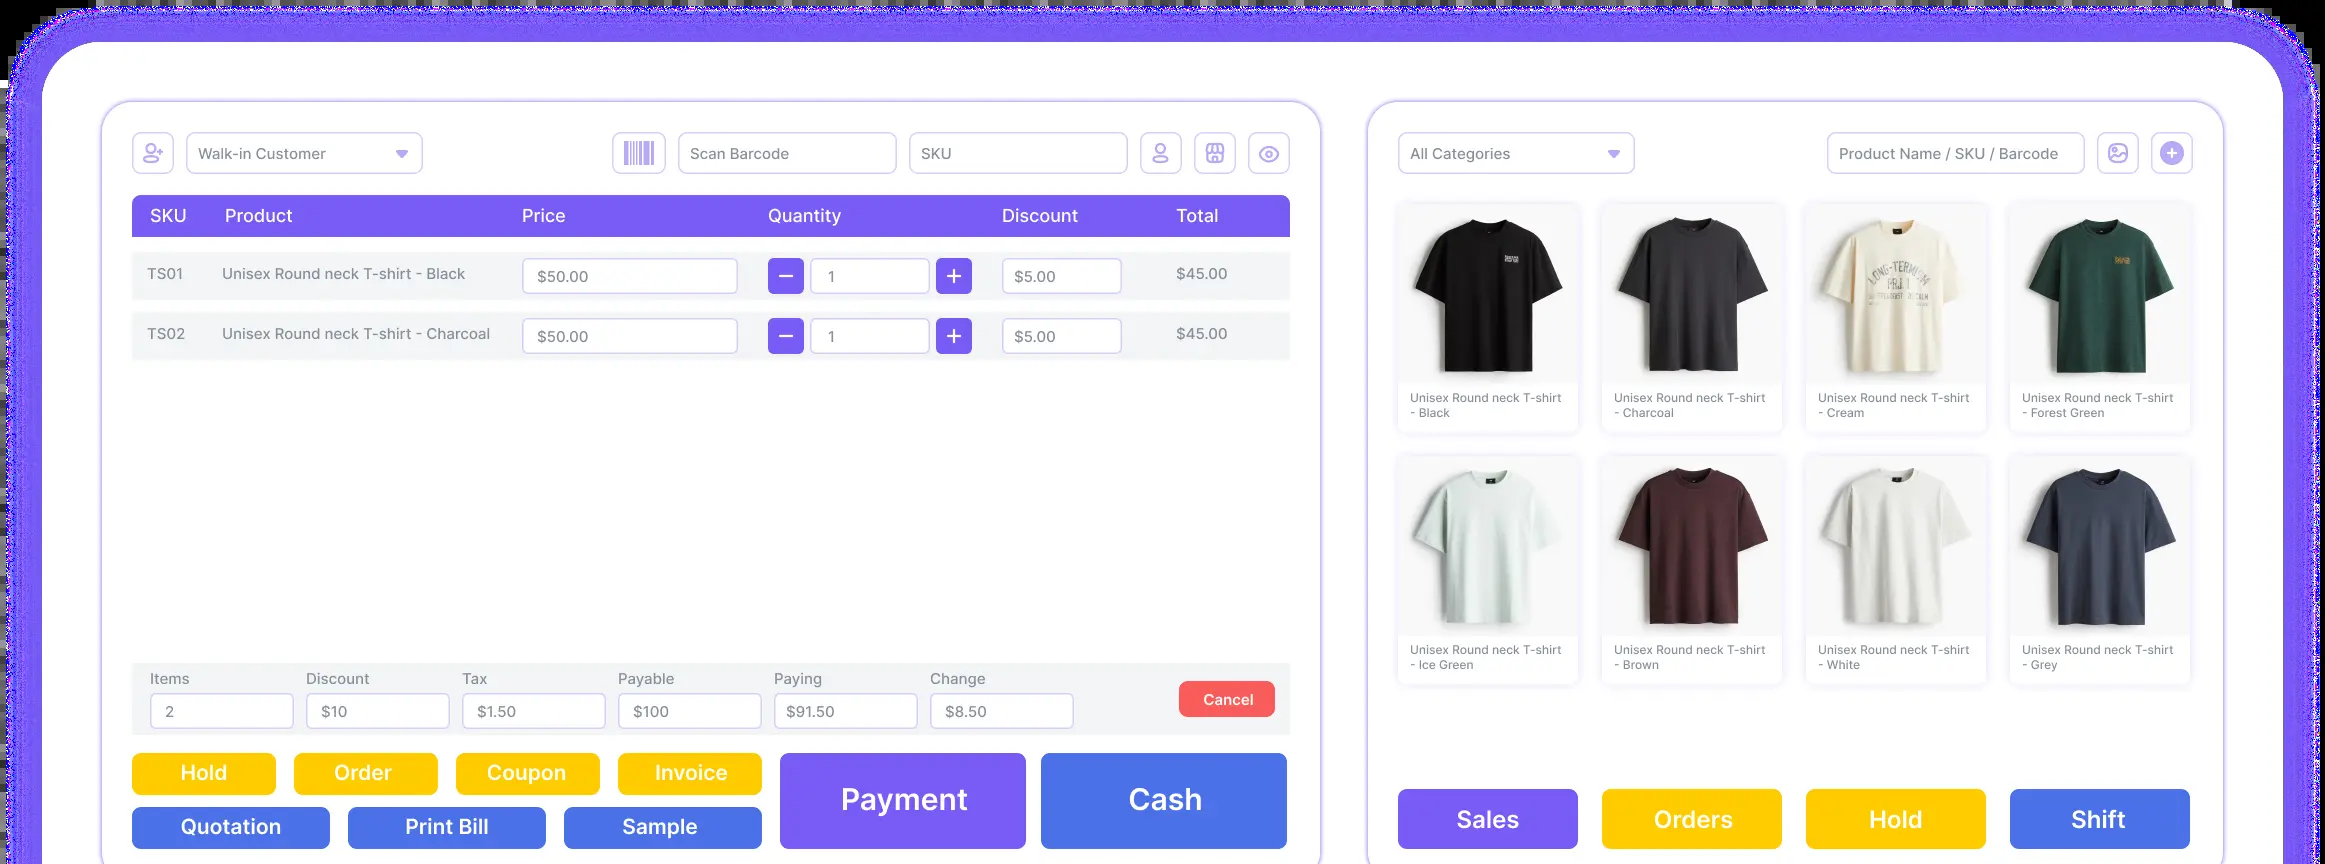 Walk-in Customer
Scan Barcode
SKU
SKU Product Price Quantity Discount Total
TS01 Unisex Round neck T-shirt - Black $50.00 − 1 + $5.00 $45.00
TS02 Unisex Round neck T-shirt - Charcoal $50.00 − 1 + $5.00 $45.00
Items Discount Tax Payable Paying Change
2 $10 $1.50 $100 $91.50 $8.50
Cancel
Hold Order Coupon Invoice
Quotation Print Bill Sample
Payment Cash
All Categories
Product Name / SKU / Barcode
LONG-TERMISM
Unisex Round neck T-shirt
- Black
Unisex Round neck T-shirt
- Charcoal
Unisex Round neck T-shirt
- Cream
Unisex Round neck T-shirt
- Forest Green
Unisex Round neck T-shirt
- Ice Green
Unisex Round neck T-shirt
- Brown
Unisex Round neck T-shirt
- White
Unisex Round neck T-shirt
- Grey
Sales Orders Hold Shift